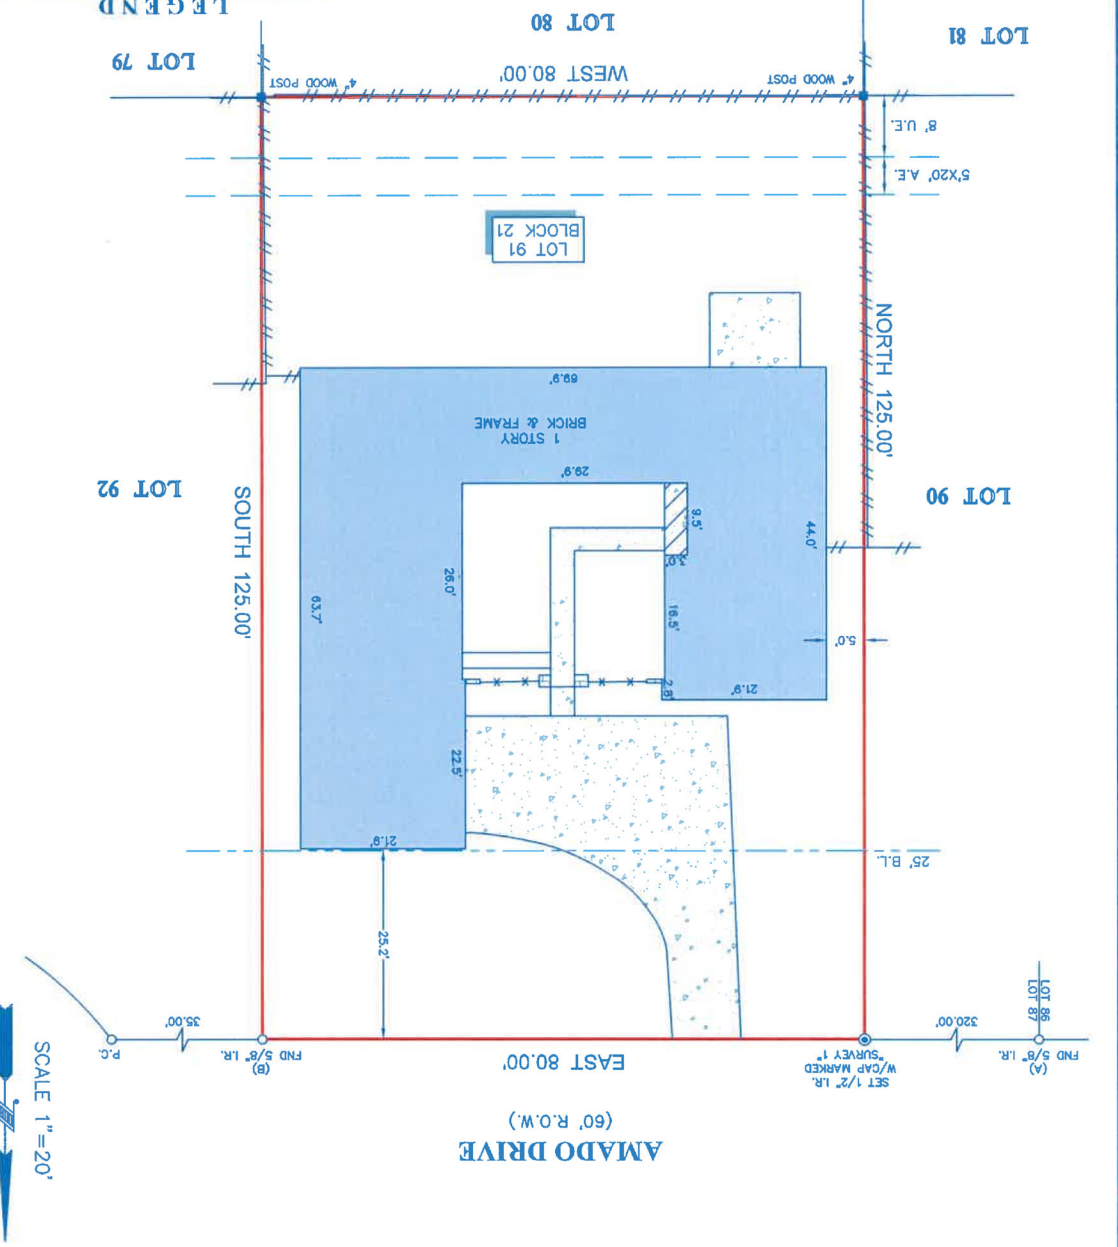 AMADO DRIVE
(60' R.O.W.)
SCALE 1"=20'
(A)
FND 5/8" I.R.
320.00'
SET 1/2" I.R.
W/CAP MARKED
"SURVEY 1"
EAST 80.00'
(B)
FND 5/8" I.R.
35.00'
P.C.
LOT 86
LOT 87
25.2'
25' B.L.
21.9'
22.5'
21.9'
2.8'
5.0'
63.7'
16.5'
26.0'
3.0'
44.0'
9.5'
SOUTH 125.00'
LOT 90
LOT 92
29.9'
1 STORY
BRICK & FRAME
69.9'
NORTH 125.00'
LOT 91
BLOCK 21
5'X20' A.E.
8' U.E.
4" WOOD POST
WEST 80.00'
4" WOOD POST
LOT 81
LOT 80
LOT 79
LEGEND